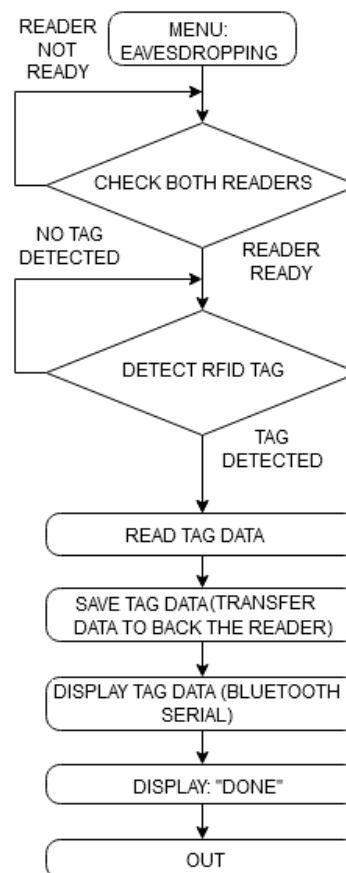 READER
NOT
READY
MENU:
EAVESDROPPING
CHECK BOTH READERS
NO TAG
DETECTED
READER
READY
DETECT RFID TAG
TAG
DETECTED
READ TAG DATA
SAVE TAG DATA(TRANSFER
DATA TO BACK THE READER)
DISPLAY TAG DATA (BLUETOOTH
SERIAL)
DISPLAY: "DONE"
OUT